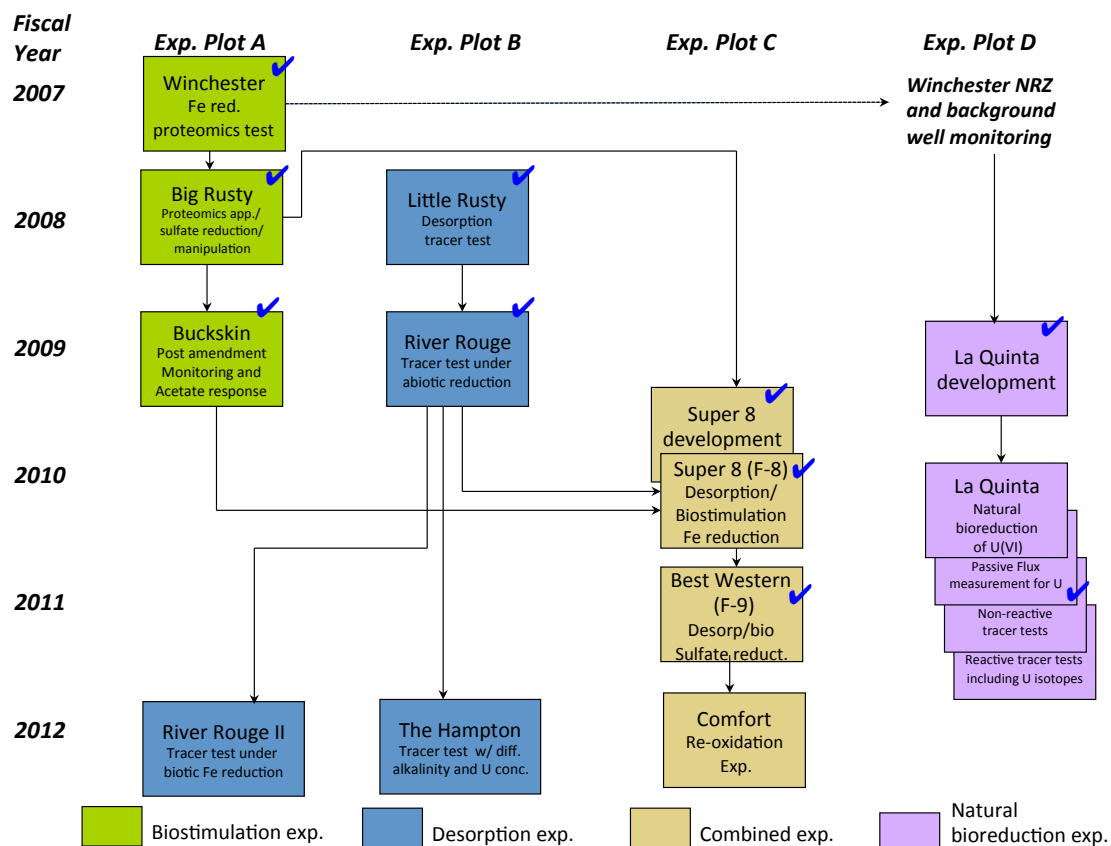 Fiscal
Year
Exp. Plot A
Exp. Plot B
Exp. Plot C
Exp. Plot D
2007
Winchester
Fe red.
proteomics test
Winchester NRZ
and background
well monitoring
2008
Big Rusty
Proteomics app./
sulfate reduction/
manipulation
Little Rusty
Desorption
tracer test
2009
Buckskin
Post amendment
Monitoring and
Acetate response
River Rouge
Tracer test under
abiotic reduction
La Quinta
development
Super 8
development
2010
Super 8 (F-8)
Desorption/
Biostimulation
Fe reduction
La Quinta
Natural
bioreduction
of U(VI)
Passive Flux
measurement for U
Non-reactive
tracer tests
Reactive tracer tests
including U isotopes
2011
Best Western
(F-9)
Desorp/bio
Sulfate reduct.
2012
River Rouge II
Tracer test under
biotic Fe reduction
The Hampton
Tracer test w/ diff.
alkalinity and U conc.
Comfort
Re-oxidation
Exp.
Biostimulation exp.
Desorption exp.
Combined exp.
Natural
bioreduction exp.